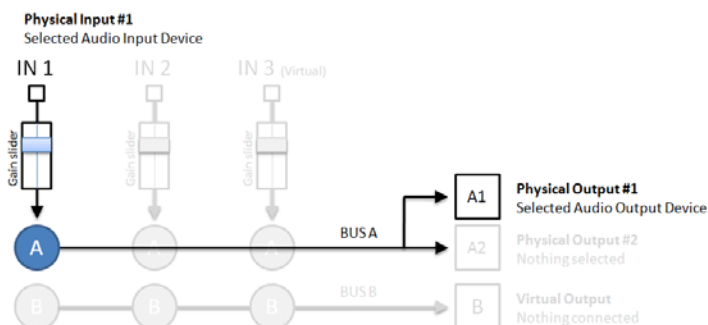 Physical Input #1
Selected Audio Input Device
IN 1
IN 2
IN 3 (Virtual)
Gain slider
Gain slider
Gain slider
A1
Physical Output #1
Selected Audio Output Device
A
A
A
BUS A
A2
Physical Output #2
Nothing selected
B
B
B
BUS B
B
Virtual Output
Nothing connected